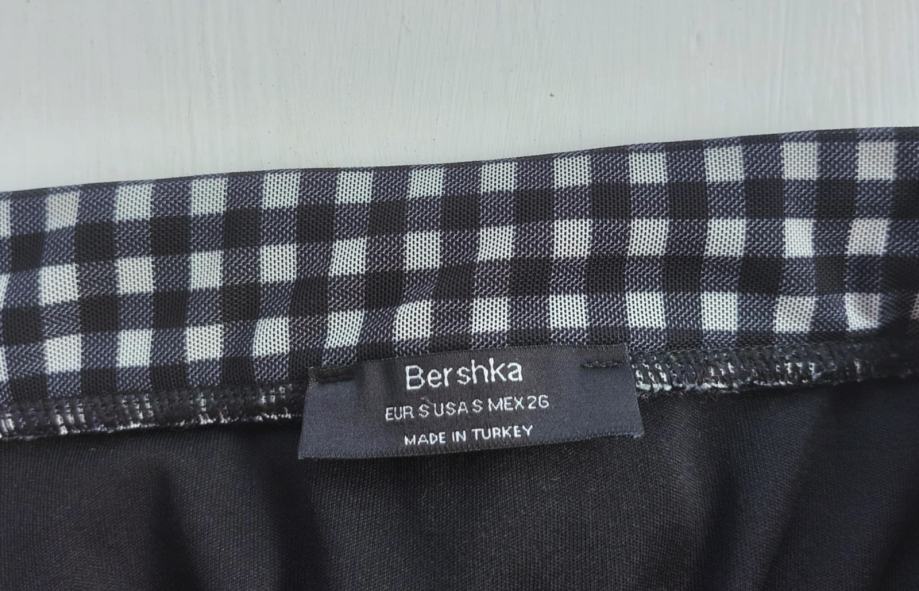 Bershka
EUR S USA S MEX 26
MADE IN TURKEY